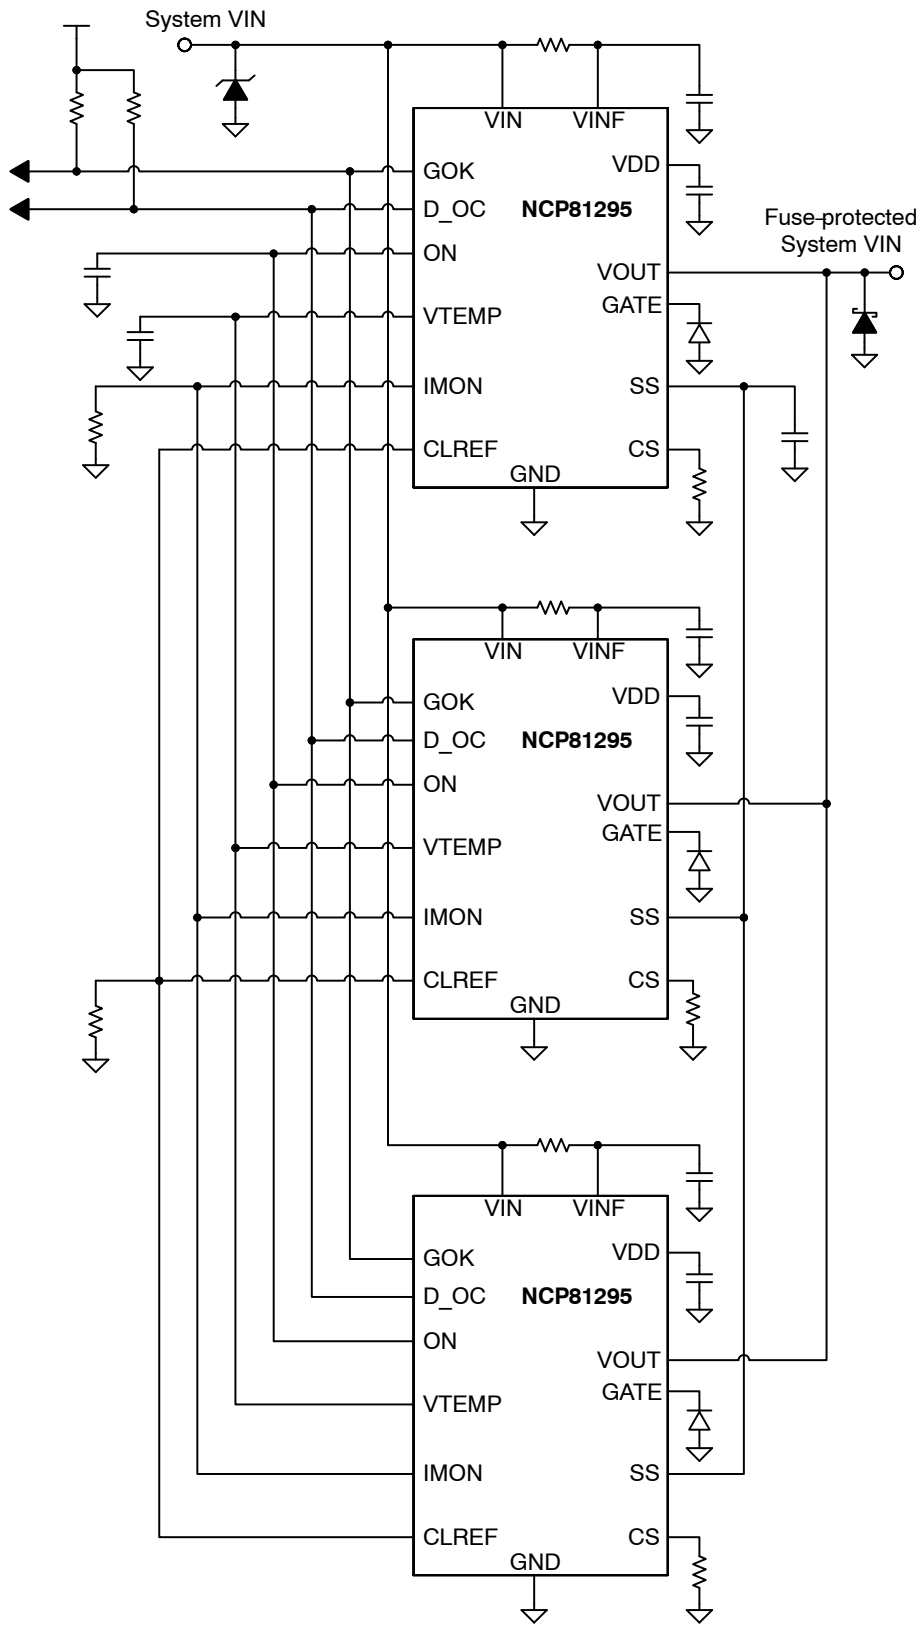 System VIN
VIN VINF
GOK VDD
D_OC NCP81295
ON
Fuse-protected
System VIN
VOUT
GATE
VTEMP
IMON SS
CLREF CS
GND
VIN VINF
GOK VDD
D_OC NCP81295
ON
VOUT
GATE
VTEMP
IMON SS
CLREF CS
GND
VIN VINF
GOK VDD
D_OC NCP81295
ON
VOUT
GATE
VTEMP
IMON SS
CLREF CS
GND